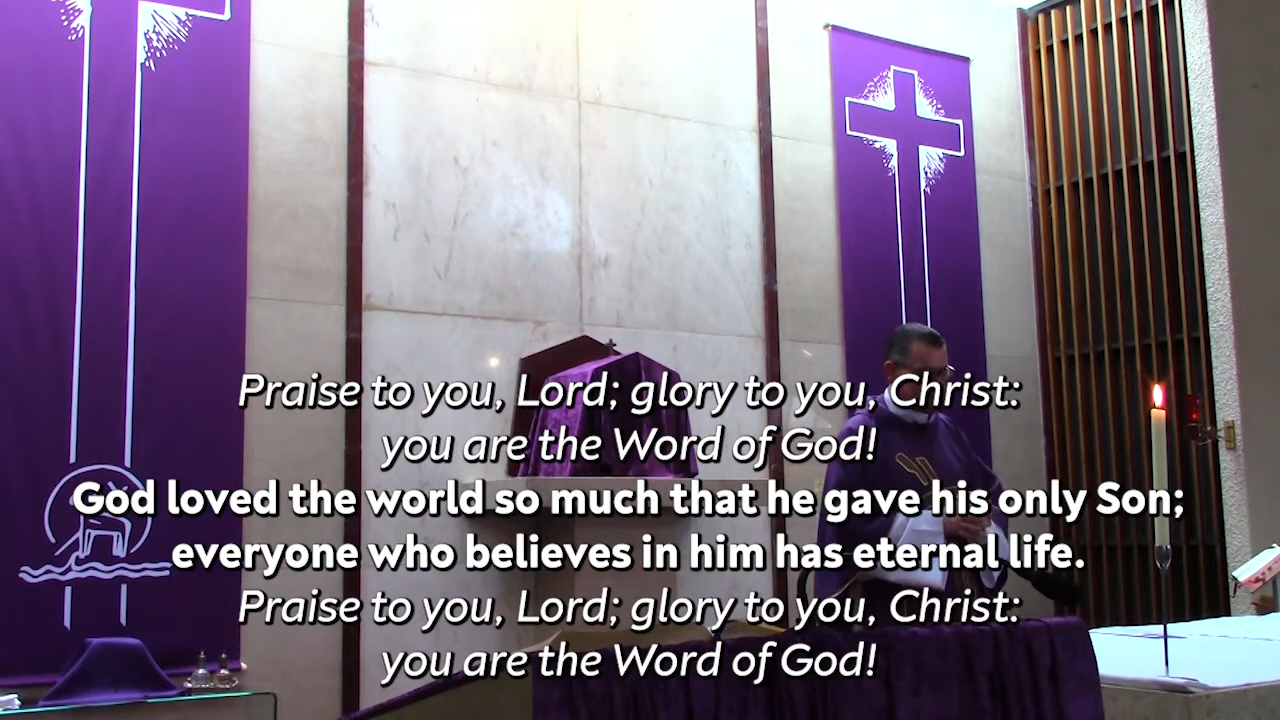 Praise to you, Lord; glory to you, Christ:
you are the Word of God!
God loved the world so much that he gave his only Son;
everyone who believes in him has eternal life.
Praise to you, Lord; glory to you, Christ:
you are the Word of God!